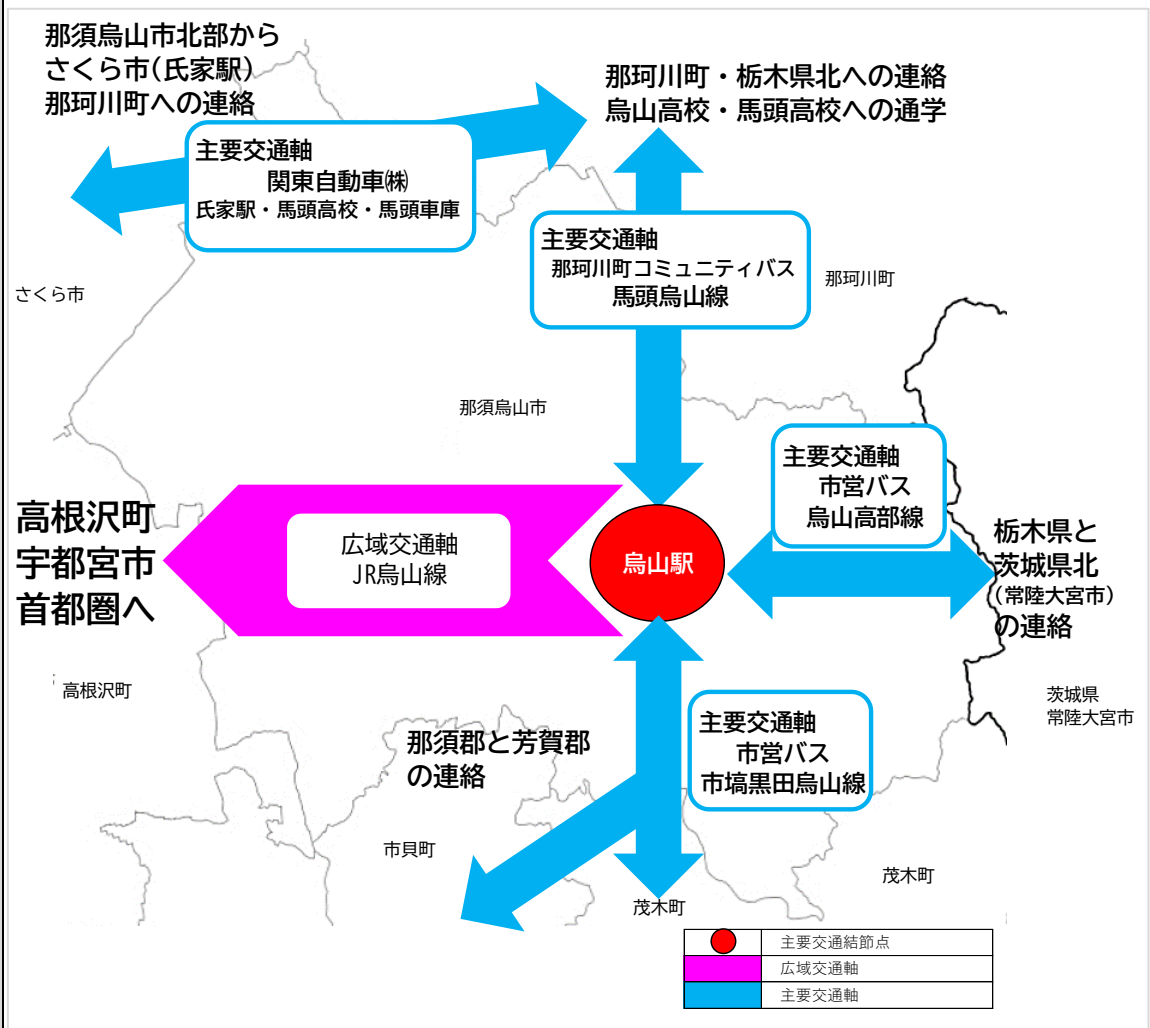 那須烏山市北部から
さくら市(氏家駅)
那珂川町への連絡
那珂川町・栃木県北への連絡
烏山高校・馬頭高校への通学
主要交通軸
関東自動車㈱
氏家駅・馬頭高校・馬頭車庫
主要交通軸
那珂川町コミュニティバス
馬頭烏山線
那珂川町
さくら市
那須烏山市
主要交通軸
市営バス
烏山高部線
高根沢町
宇都宮市
首都圏へ
広域交通軸
JR烏山線
烏山駅
栃木県と
茨城県北
(常陸大宮市)
の連絡
高根沢町
茨城県
常陸大宮市
那須郡と芳賀郡
の連絡
主要交通軸
市営バス
市塙黒田烏山線
市貝町
茂木町
茂木町
主要交通結節点
広域交通軸
主要交通軸